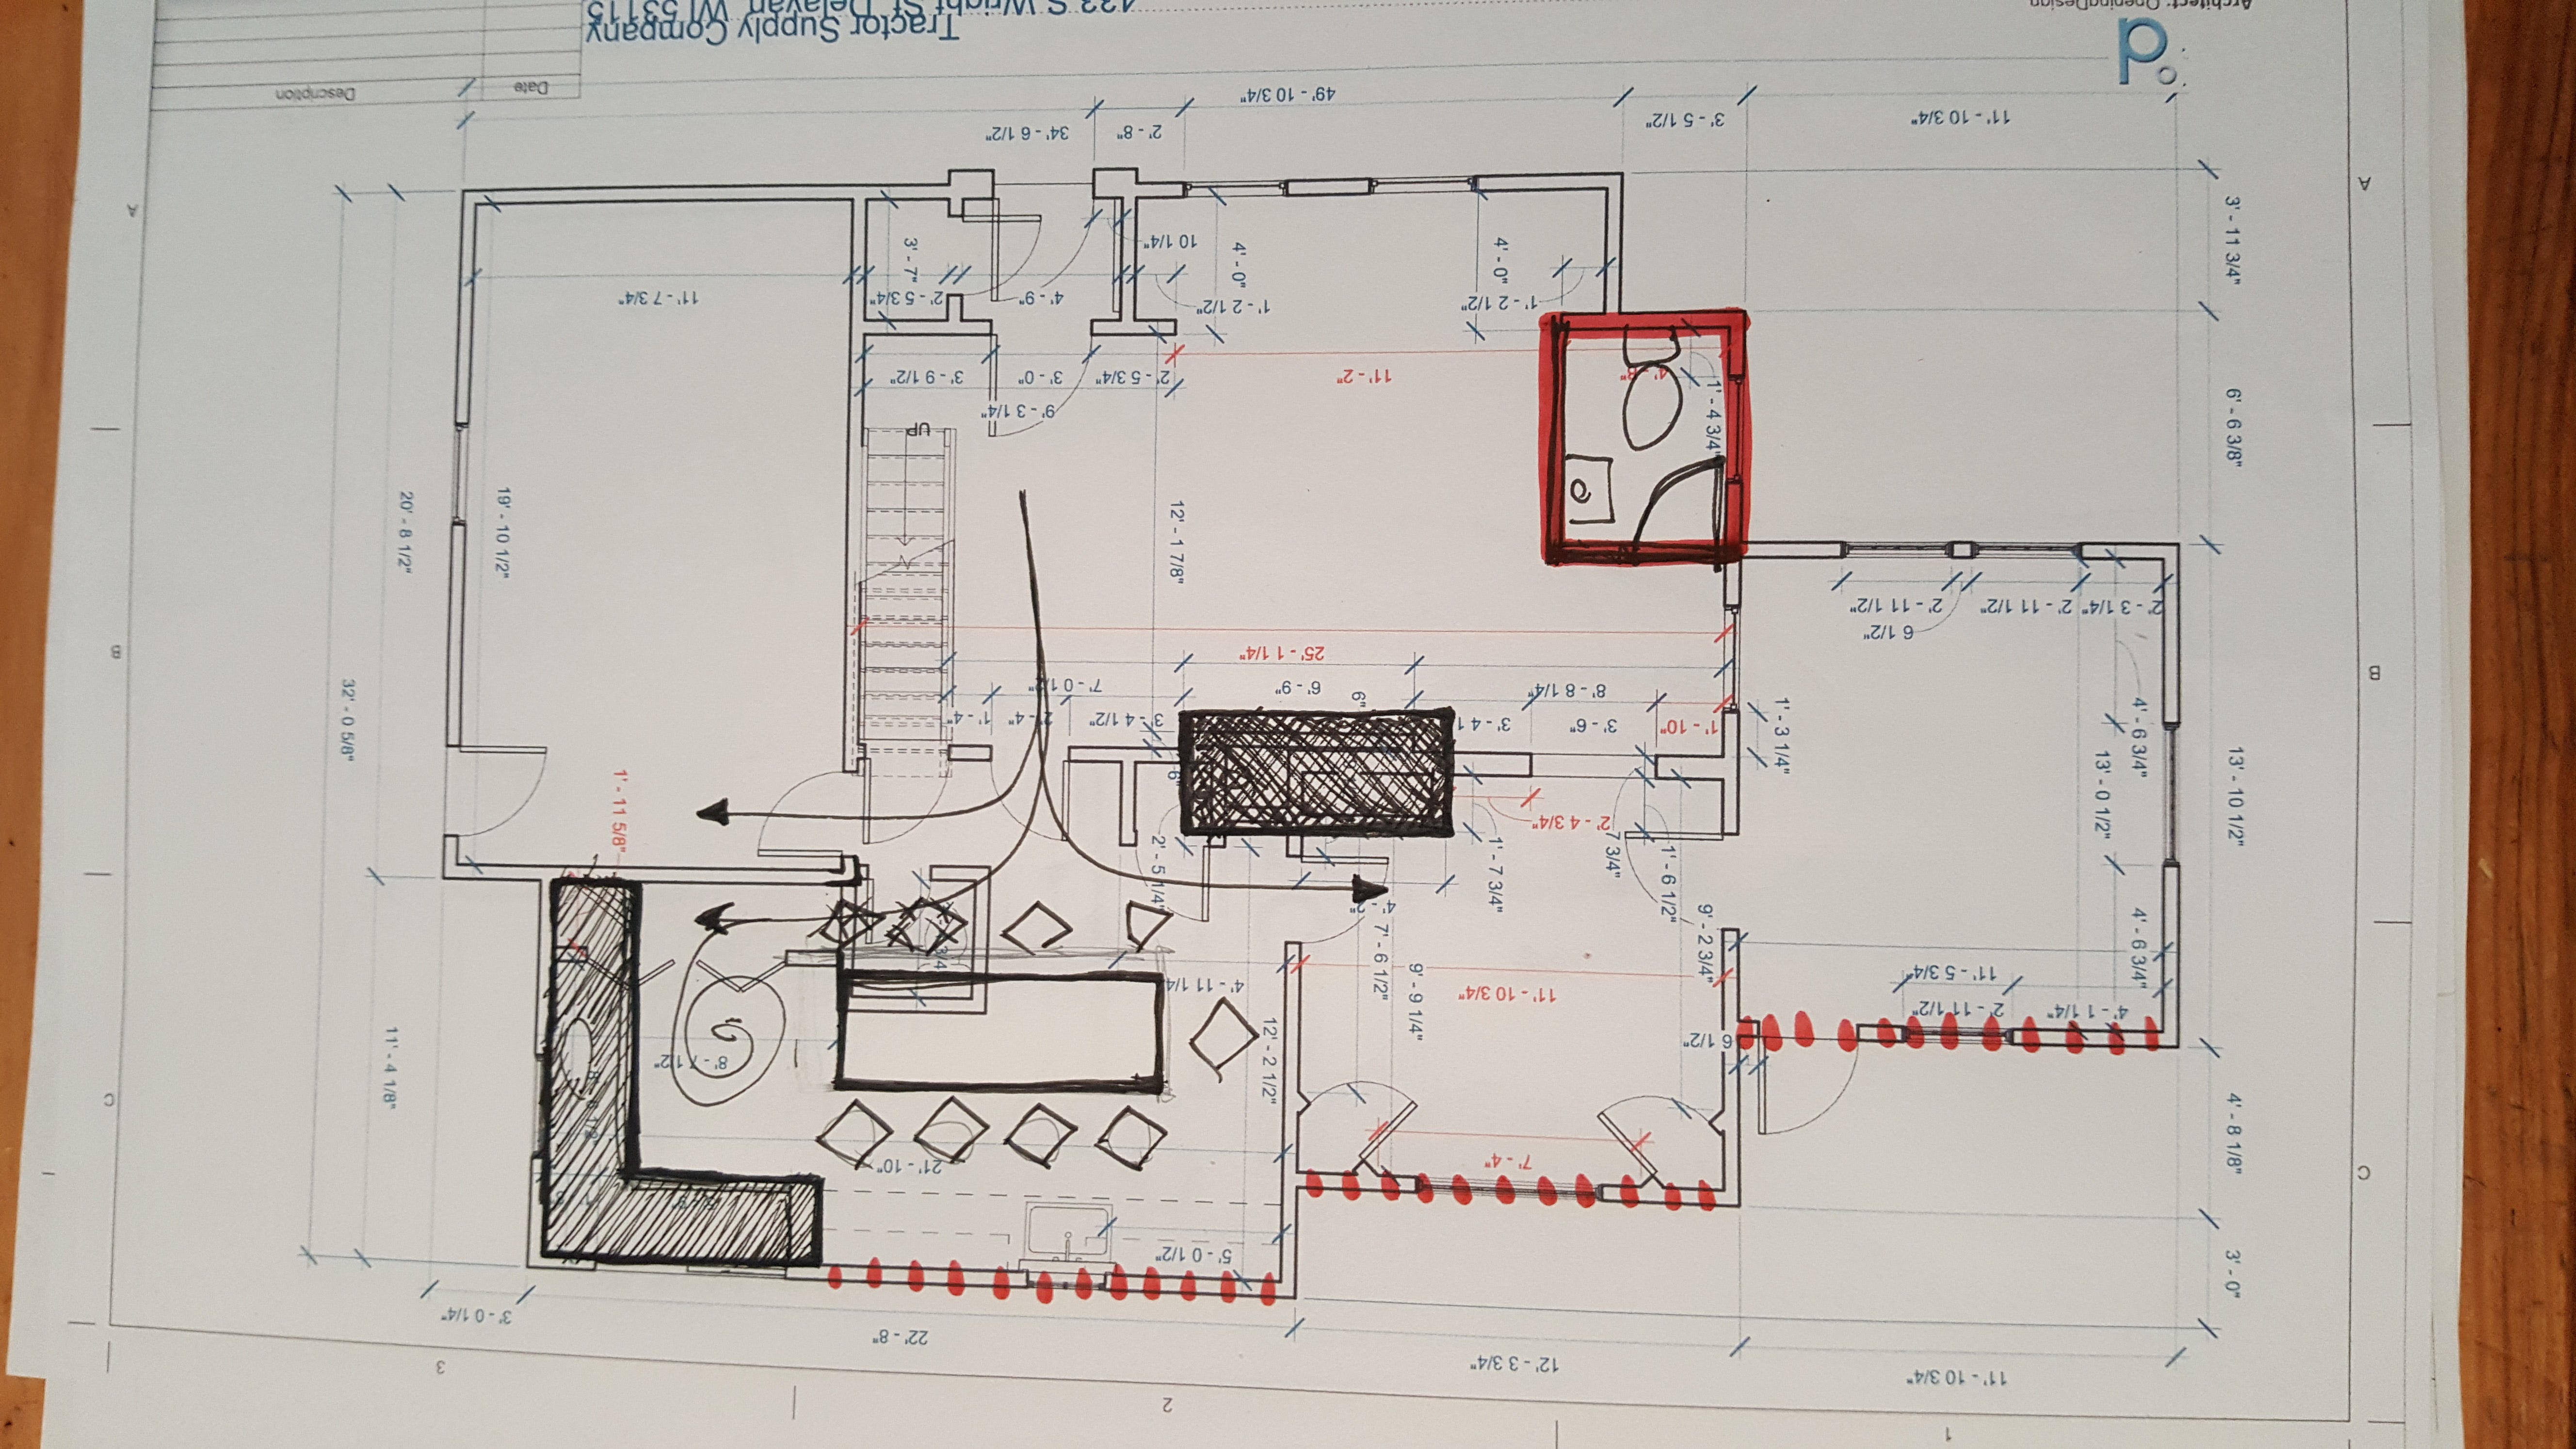 C
B
A
3
2
1
32' - 0 5/8"
11' - 4 1/8"
20' - 8 1/2"
3' - 0 1/4"
19' - 10 1/2"
1' - 11 5/8"
8' - 7 1/2"
11' - 7 3/4"
22' - 8"
21' - 10"
UP
3' - 9 1/2"
2' - 5 3/4"
3' - 7"
1' - 4"
2' - 4"
7' - 0 1/2"
9' - 3 1/4"
3' - 0"
4' - 9"
34' - 6 1/2"
3' - 4 1/2"
2' - 5 1/4"
6"
12' - 1 7/8"
2' - 5 3/4"
10 1/4"
2' - 8"
5' - 0 1/2"
4' - 11 1/4"
12' - 2 1/2"
1' - 2 1/2"
4' - 0"
6' - 9"
25' - 1 1/4"
49' - 10 3/4"
4' - 2"
7' - 6 1/2"
6"
9' - 9 1/4"
11' - 2"
12' - 3 3/4"
7' - 4"
11' - 10 3/4"
1' - 7 3/4"
3' - 4 1
1' - 2 1/2"
4' - 0"
2' - 4 3/4"
3' - 6"
8' - 8 1/4"
7 3/4"
1' - 6 1/2"
9' - 2 3/4"
1' - 10"
4' - 8"
1' - 4 3/4"
3' - 5 1/2"
6 1/2"
1' - 3 1/4"
11' - 10 3/4"
2' - 11 1/2"
11' - 5 3/4"
6 1/2"
2' - 11 1/2"
11' - 10 3/4"
4' - 1 1/4"
2' - 11 1/2"
13' - 0 1/2"
4' - 6 3/4"
4' - 6 3/4"
2' - 3 1/4"
3' - 0"
4' - 8 1/8"
13' - 10 1/2"
6' - 6 3/8"
3' - 11 3/4"
C
B
A
Description
Date
Tractor Supply Company
433 S Wright St, Delavan, WI 53115
d
Architect: OpeningDesign